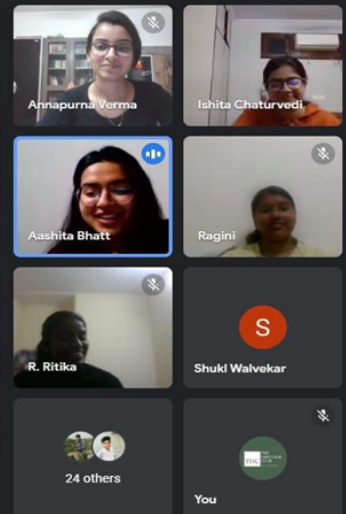 Annapurna Verma
Ishita Chaturvedi
Aashita Bhatt
Ragini
R. Ritika
S
Shukl Walvekar
24 others
You